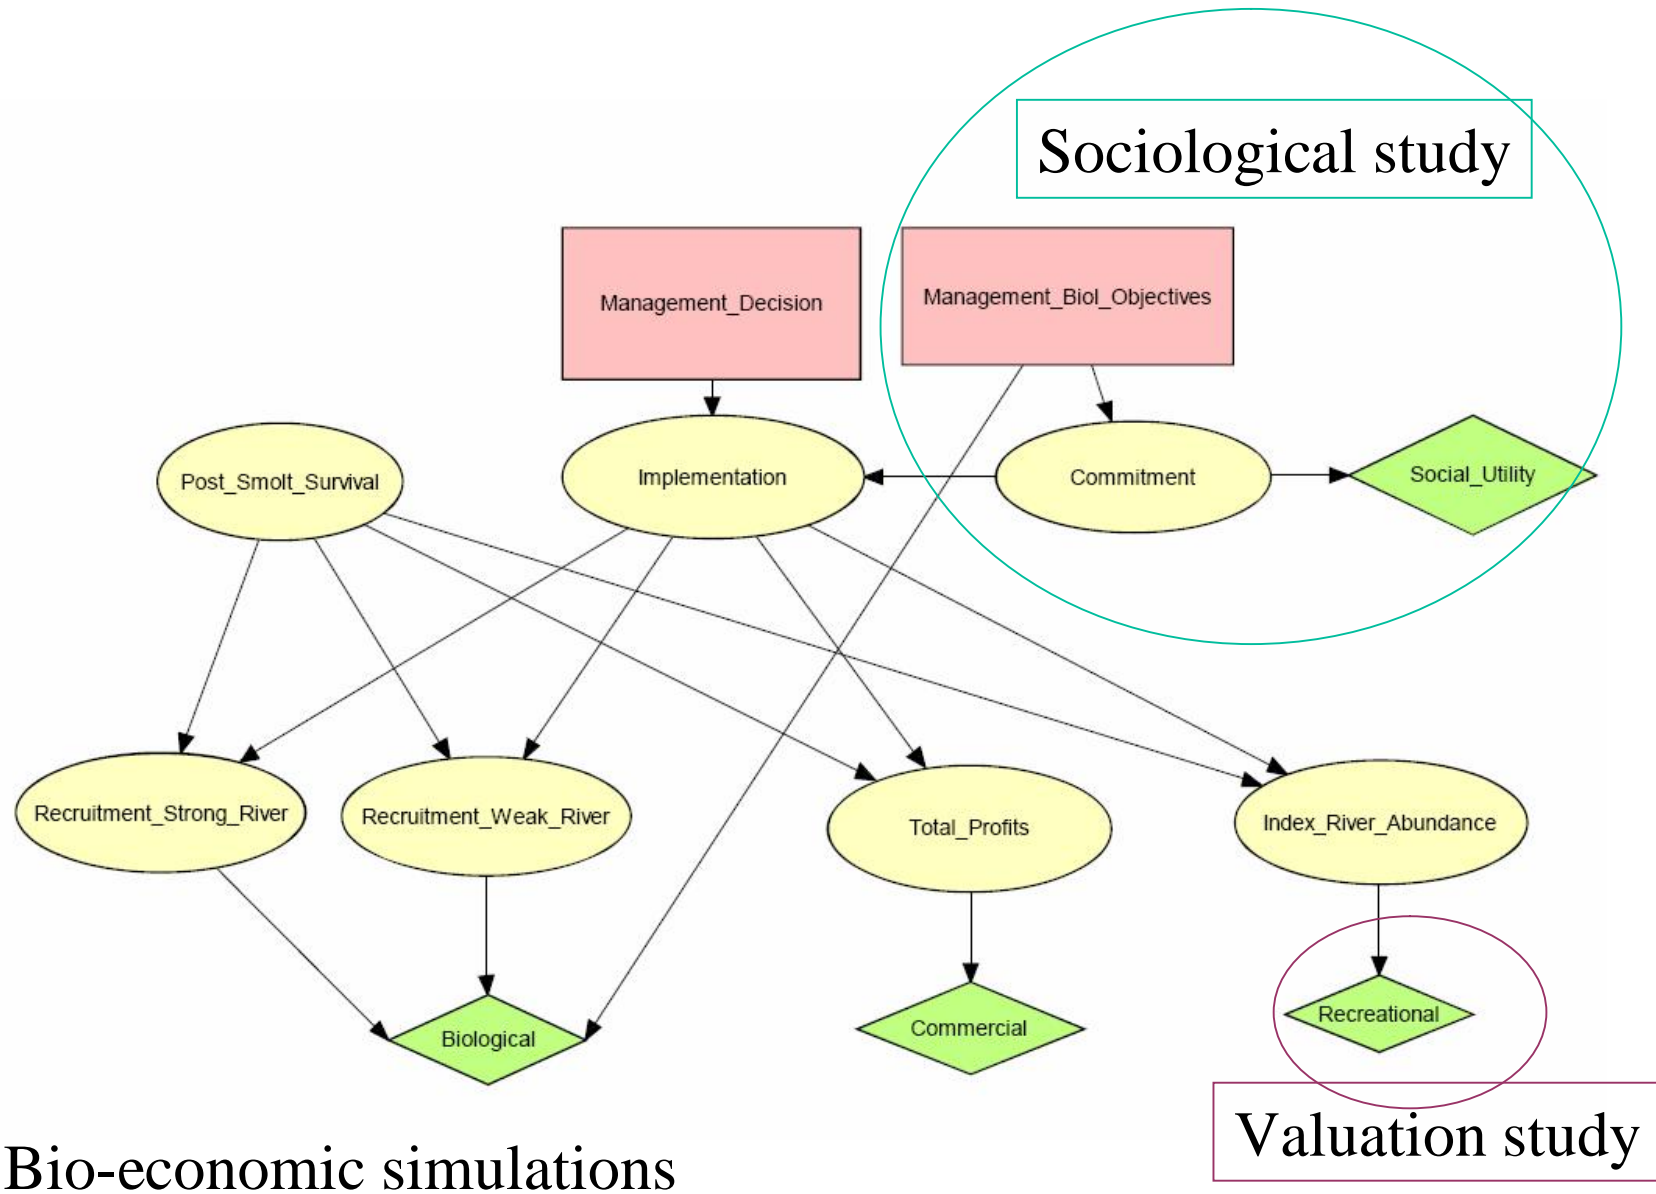 Sociological study
Management_Decision
Management_Biol_Objectives
Post_Smolt_Survival
Implementation
Commitment
Social_Utility
Recruitment_Strong_River
Recruitment_Weak_River
Total_Profits
Index_River_Abundance
Biological
Commercial
Recreational
Valuation study
Bio-economic simulations